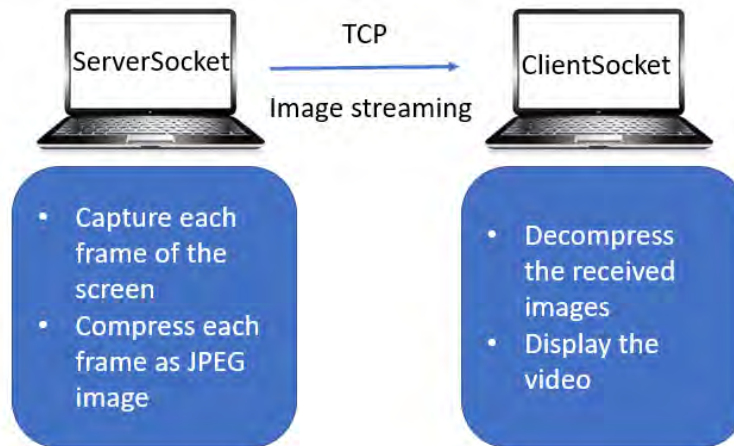 ServerSocket
TCP
Image streaming
ClientSocket
• Capture each
frame of the
screen
• Compress each
frame as JPEG
image
• Decompress
the received
images
• Display the
video